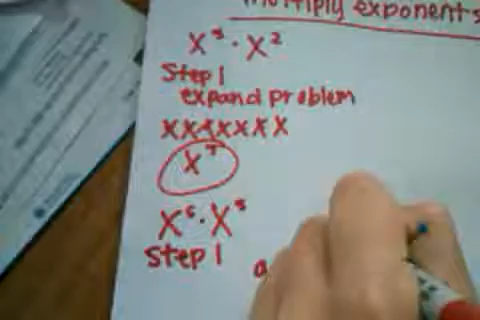 multiply exponents
x⁵ · x²
Step 1
expand problem
xxxxxxx
x⁷
x⁶ · x⁵
step 1
a